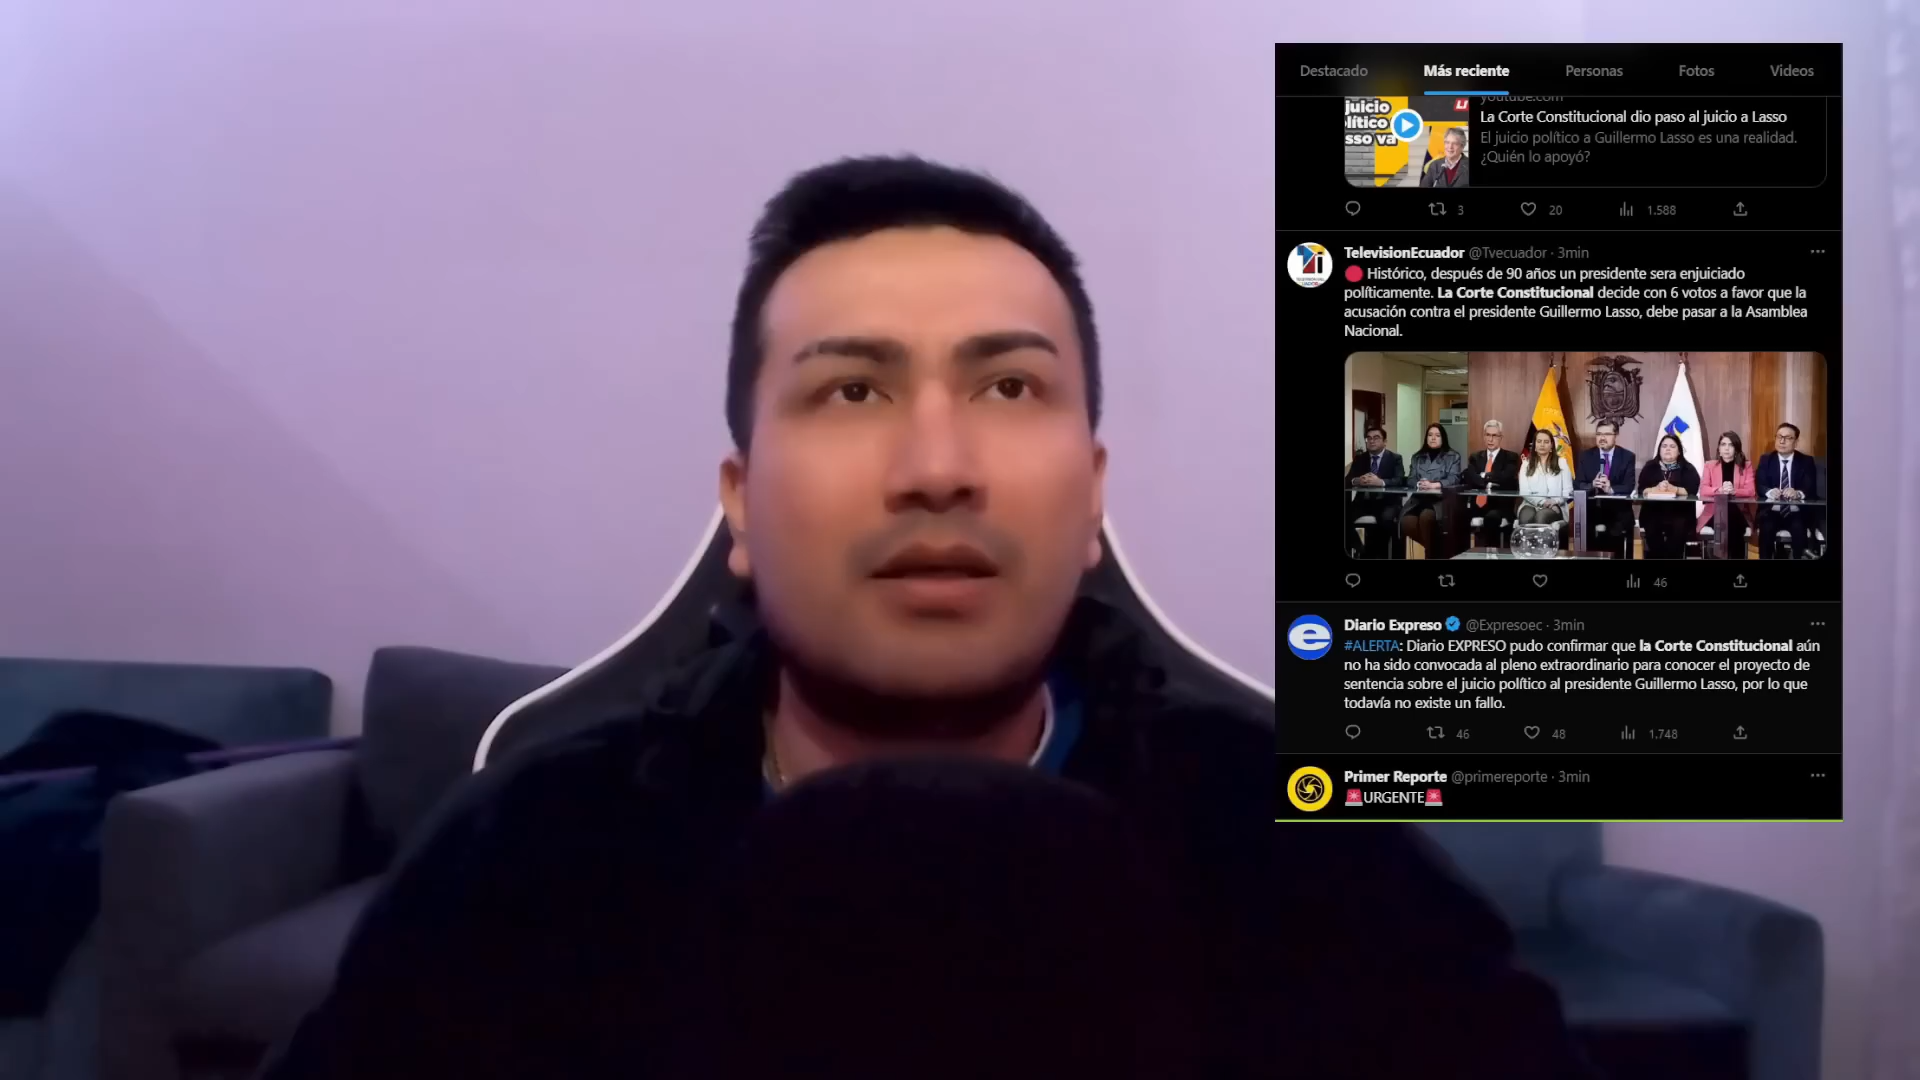 Destacado Más reciente Personas Fotos Videos
youtube.com
juicio
lítico
sso va
La Corte Constitucional dio paso al juicio a Lasso
El juicio político a Guillermo Lasso es una realidad.
¿Quién lo apoyó?
3 20 1.588
TelevisionEcuador @Tvecuador · 3min
Histórico, después de 90 años un presidente sera enjuiciado
políticamente. La Corte Constitucional decide con 6 votos a favor que la
acusación contra el presidente Guillermo Lasso, debe pasar a la Asamblea
Nacional.
46
Diario Expreso @Expresoec · 3min
#ALERTA: Diario EXPRESO pudo confirmar que la Corte Constitucional aún
no ha sido convocada al pleno extraordinario para conocer el proyecto de
sentencia sobre el juicio político al presidente Guillermo Lasso, por lo que
todavía no existe un fallo.
46 48 1.748
Primer Reporte @primereporte · 3min
🚨URGENTE🚨